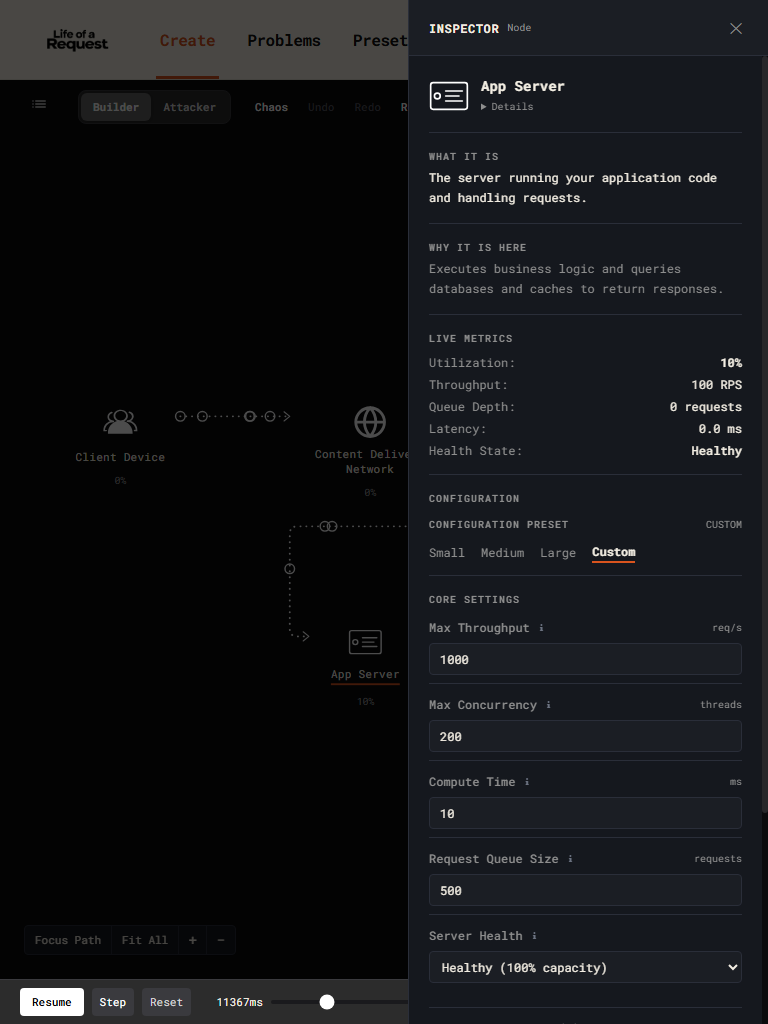 Life of a
Request
Create
Problems
Preset
Builder
Attacker
Chaos
Undo
Redo
R
Client Device
0%
Content Delive
Network
0%
App Server
10%
Focus Path
Fit All
+
−
Resume
Step
Reset
11367ms
INSPECTOR Node
App Server
▶ Details
WHAT IT IS
The server running your application code
and handling requests.
WHY IT IS HERE
Executes business logic and queries
databases and caches to return responses.
LIVE METRICS
Utilization: 10%
Throughput: 100 RPS
Queue Depth: 0 requests
Latency: 0.0 ms
Health State: Healthy
CONFIGURATION
CONFIGURATION PRESET CUSTOM
Small Medium Large Custom
CORE SETTINGS
Max Throughput i req/s
1000
Max Concurrency i threads
200
Compute Time i ms
10
Request Queue Size i requests
500
Server Health i
Healthy (100% capacity)